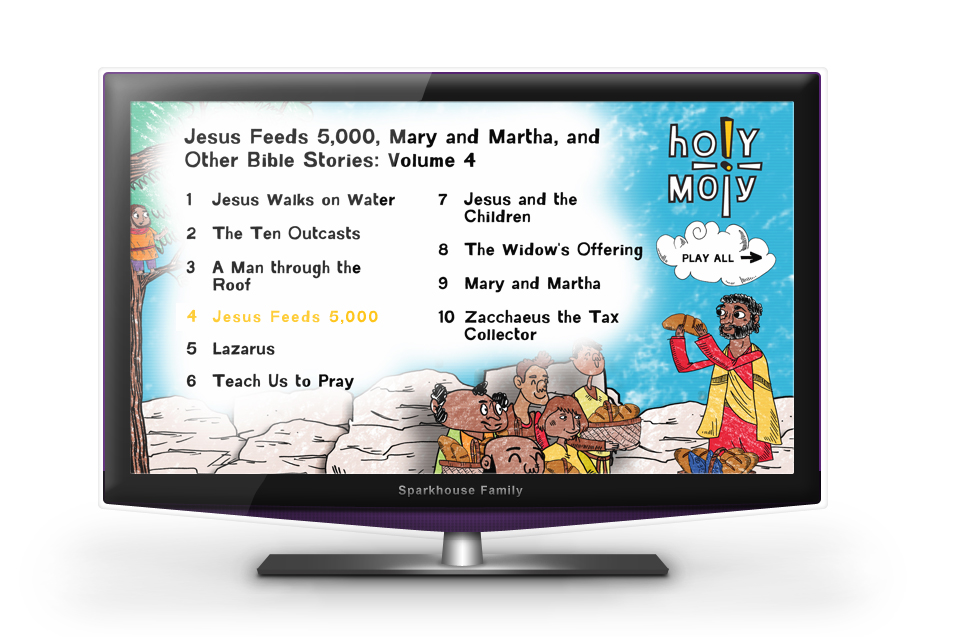 Jesus Feeds 5,000, Mary and Martha, and
Other Bible Stories: Volume 4
1 Jesus Walks on Water
2 The Ten Outcasts
3 A Man through the
Roof
4 Jesus Feeds 5,000
5 Lazarus
6 Teach Us to Pray
7 Jesus and the
Children
8 The Widow's Offering
9 Mary and Martha
10 Zacchaeus the Tax
Collector
holy
moly
PLAY ALL
Sparkhouse Family